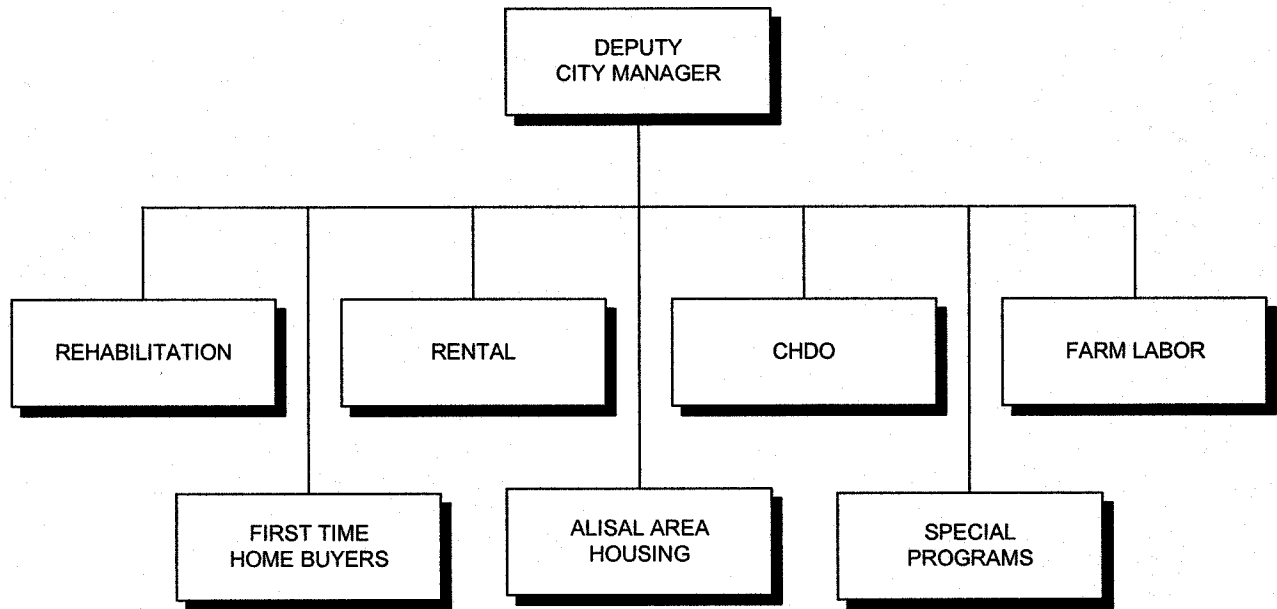 DEPUTY
CITY MANAGER
REHABILITATION
RENTAL
CHDO
FARM LABOR
FIRST TIME
HOME BUYERS
ALISAL AREA
HOUSING
SPECIAL
PROGRAMS